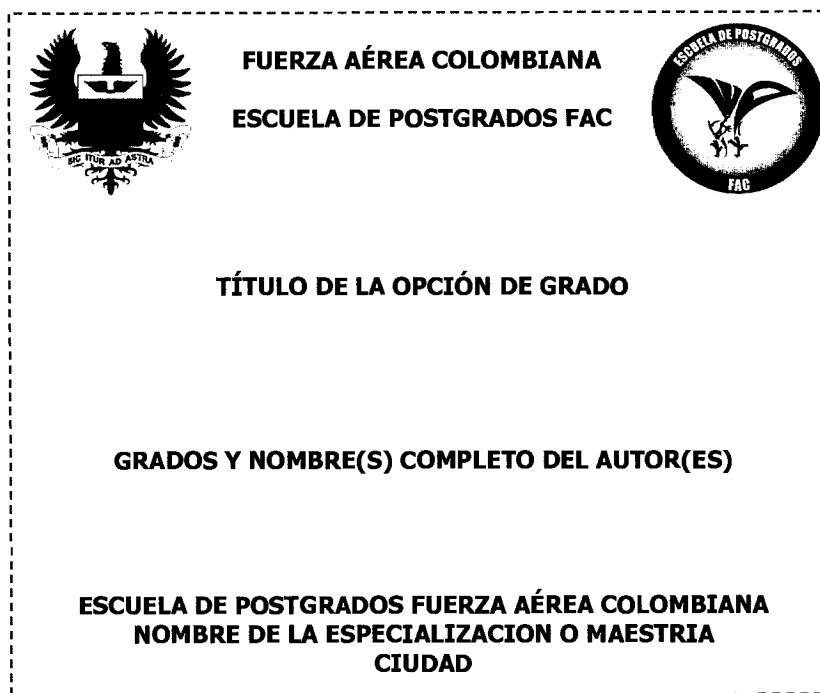 FUERZA AÉREA COLOMBIANA
ESCUELA DE POSTGRADOS FAC
SIC ITUR AD ASTRA
ESCUELA DE POSTGRADOS
FAC
TÍTULO DE LA OPCIÓN DE GRADO
GRADOS Y NOMBRE(S) COMPLETO DEL AUTOR(ES)
ESCUELA DE POSTGRADOS FUERZA AÉREA COLOMBIANA
NOMBRE DE LA ESPECIALIZACION O MAESTRIA
CIUDAD